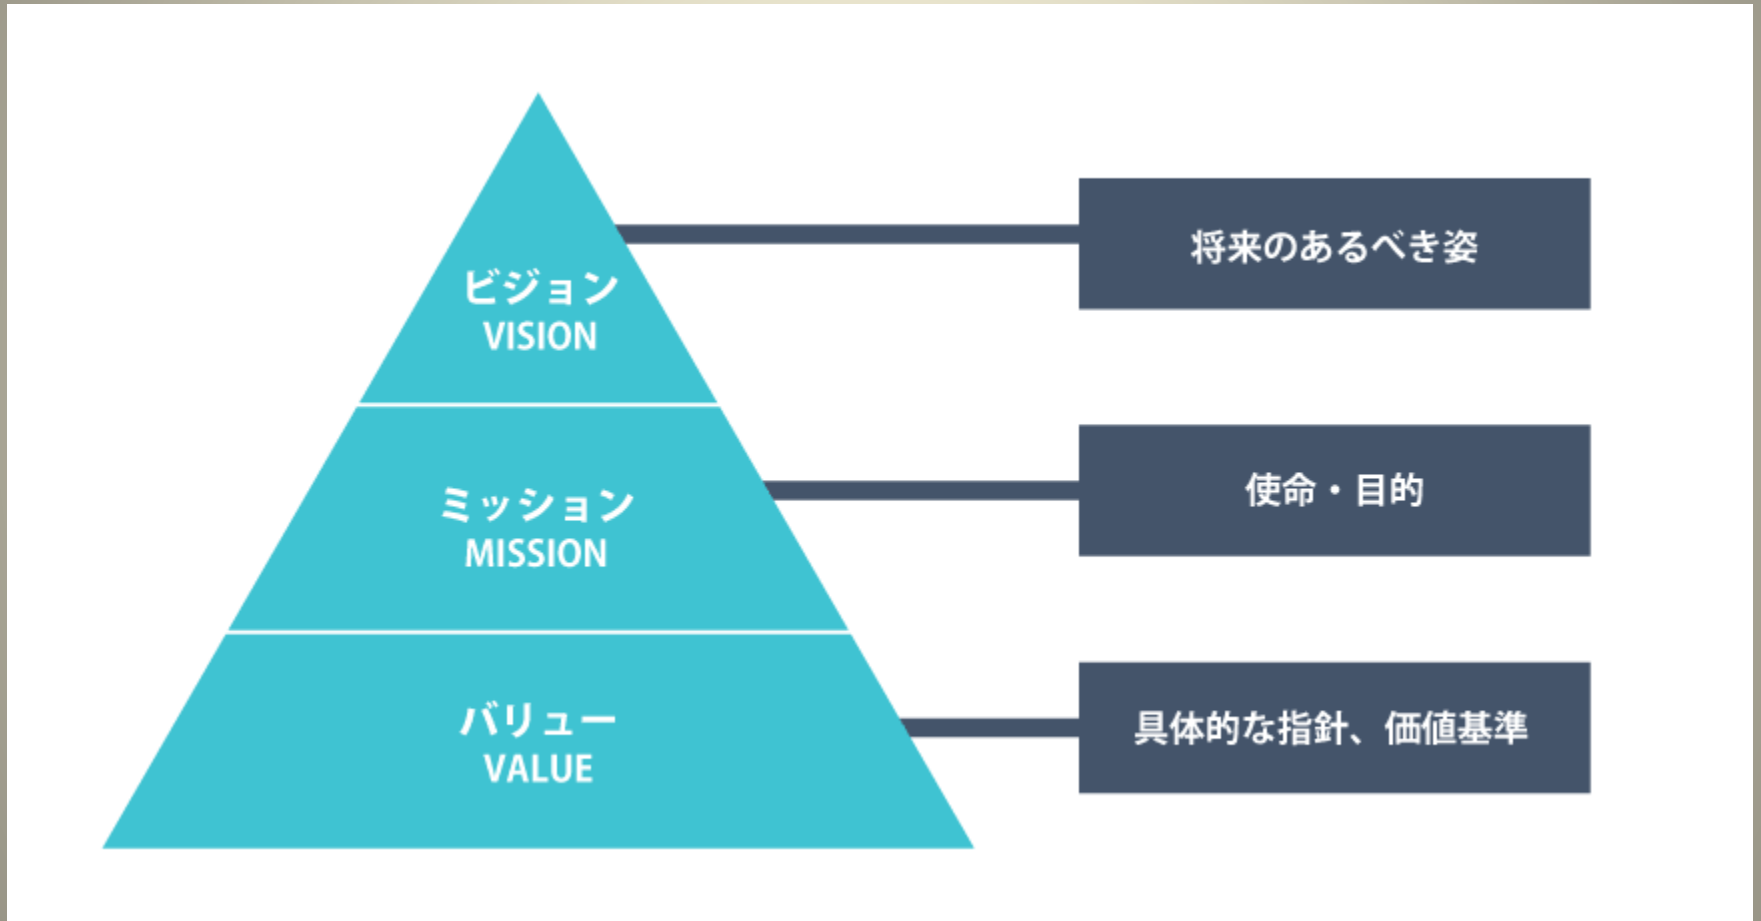 ビジョン
VISION
将来のあるべき姿
ミッション
MISSION
使命・目的
バリュー
VALUE
具体的な指針、価値基準